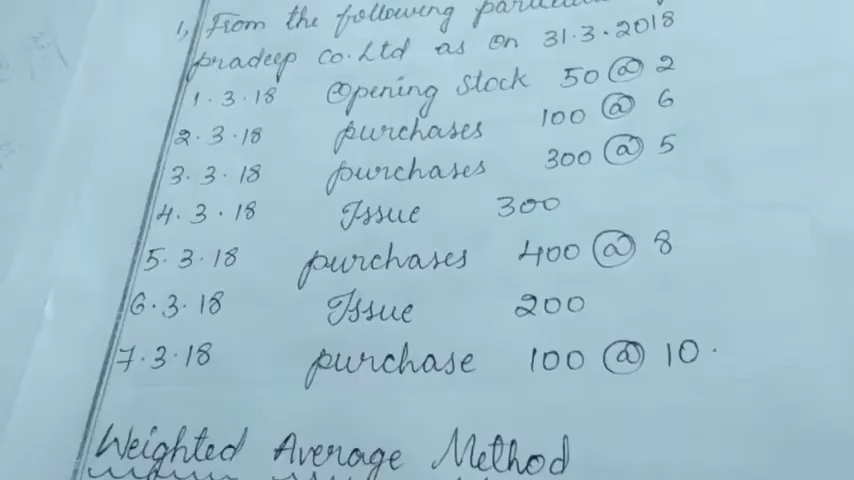 1, From the following
pradeep co. Ltd as on 31.3.2018
1.3.18 Opening Stock 50 @ 2
2.3.18 purchases 100 @ 6
3.3.18 purchases 300 @ 5
4.3.18 Issue 300
5.3.18 purchases 400 @ 8
6.3.18 Issue 200
7.3.18 purchase 100 @ 10.
Weighted Average Method